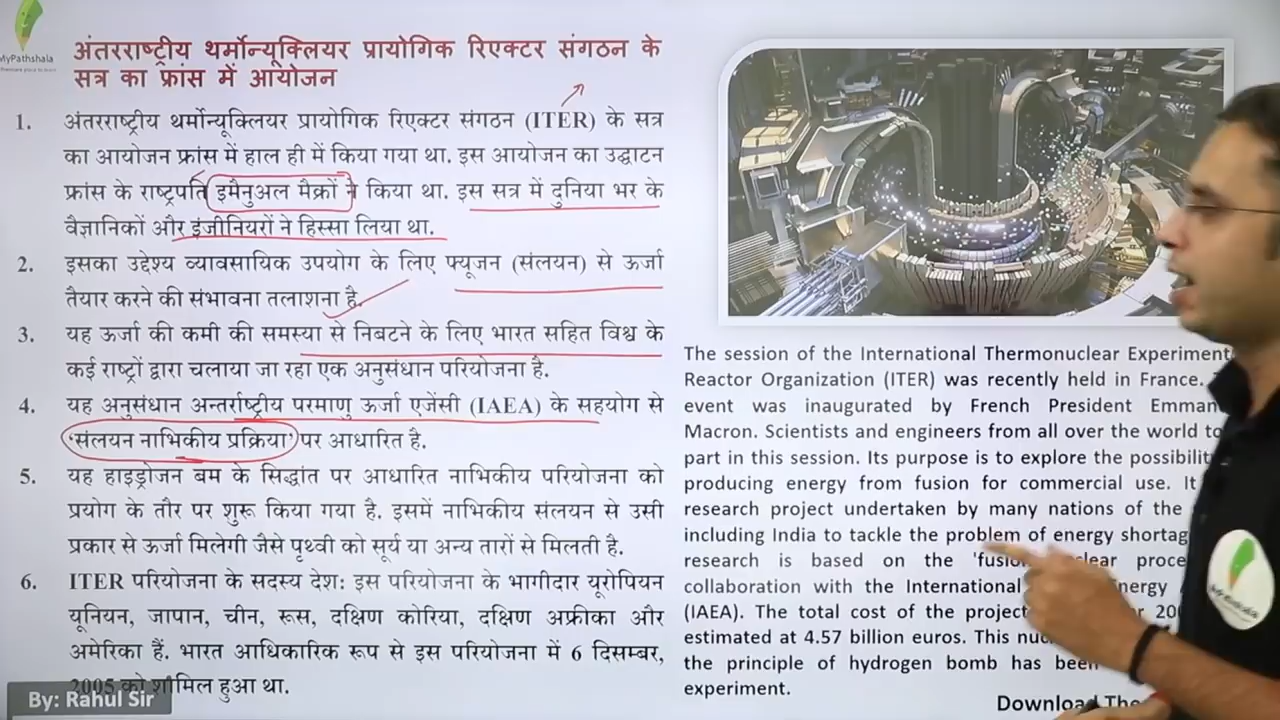 MyPathshala
अंतरराष्ट्रीय थर्मोन्यूक्लियर प्रायोगिक रिएक्टर संगठन के
सत्र का फ्रांस में आयोजन
1. अंतरराष्ट्रीय थर्मोन्यूक्लियर प्रायोगिक रिएक्टर संगठन (ITER) के सत्र
का आयोजन फ्रांस में हाल ही में किया गया था. इस आयोजन का उद्घाटन
फ्रांस के राष्ट्रपति इमैनुअल मैक्रों ने किया था. इस सत्र में दुनिया भर के
वैज्ञानिकों और इंजीनियरों ने हिस्सा लिया था.
2. इसका उद्देश्य व्यावसायिक उपयोग के लिए फ्यूजन (संलयन) से ऊर्जा
तैयार करने की संभावना तलाशना है.
3. यह ऊर्जा की कमी की समस्या से निबटने के लिए भारत सहित विश्व के
कई राष्ट्रों द्वारा चलाया जा रहा एक अनुसंधान परियोजना है.
4. यह अनुसंधान अन्तर्राष्ट्रीय परमाणु ऊर्जा एजेंसी (IAEA) के सहयोग से
'संलयन नाभिकीय प्रक्रिया' पर आधारित है.
5. यह हाइड्रोजन बम के सिद्धांत पर आधारित नाभिकीय परियोजना को
प्रयोग के तौर पर शुरू किया गया है. इसमें नाभिकीय संलयन से उसी
प्रकार से ऊर्जा मिलेगी जैसे पृथ्वी को सूर्य या अन्य तारों से मिलती है.
6. ITER परियोजना के सदस्य देश: इस परियोजना के भागीदार यूरोपियन
यूनियन, जापान, चीन, रूस, दक्षिण कोरिया, दक्षिण अफ्रीका और
अमेरिका हैं. भारत आधिकारिक रूप से इस परियोजना में 6 दिसम्बर,
2005 को शामिल हुआ था.
By: Rahul Sir
The session of the International Thermonuclear Experiment
Reactor Organization (ITER) was recently held in France.
event was inaugurated by French President Emman
Macron. Scientists and engineers from all over the world to
part in this session. Its purpose is to explore the possibilit
producing energy from fusion for commercial use. It
research project undertaken by many nations of the
including India to tackle the problem of energy shortag
research is based on the 'fusion clear proce
collaboration with the International Energy
(IAEA). The total cost of the project r 20
estimated at 4.57 billion euros. This nu
the principle of hydrogen bomb has been
experiment.
Download The
MyPathshala